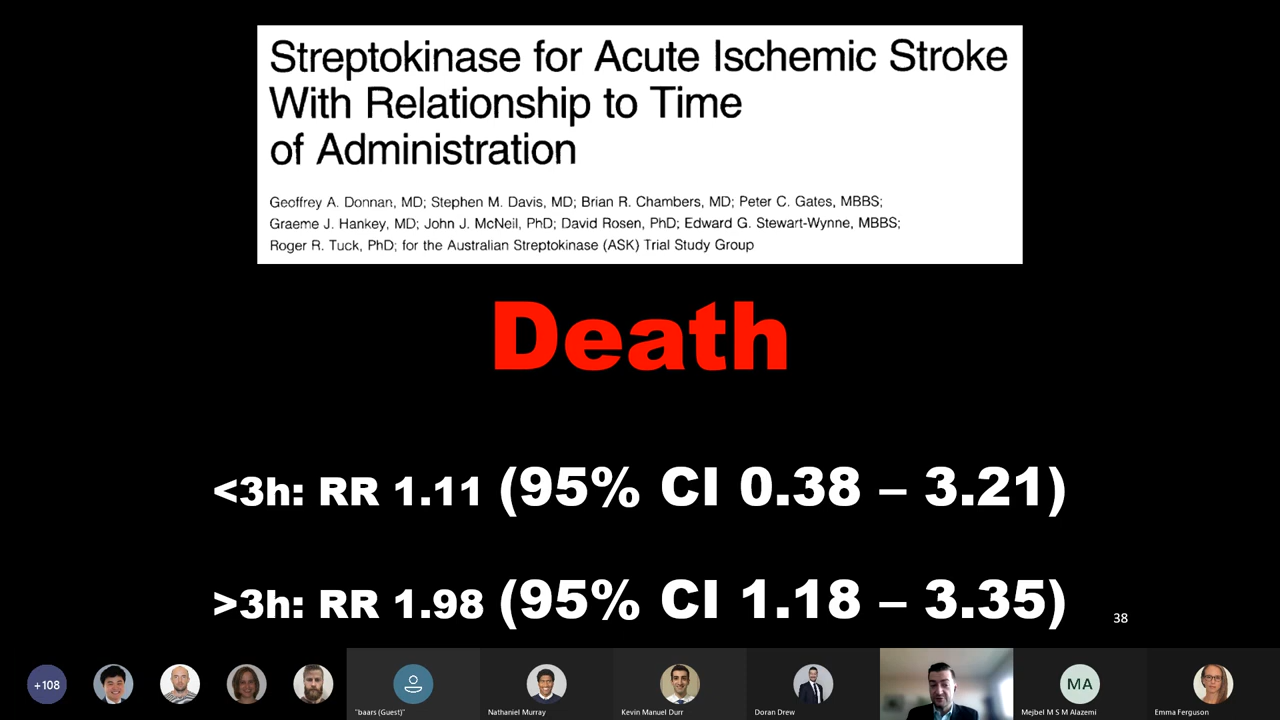 Streptokinase for Acute Ischemic Stroke
With Relationship to Time
of Administration
Geoffrey A. Donnan, MD; Stephen M. Davis, MD; Brian R. Chambers, MD; Peter C. Gates, MBBS;
Graeme J. Hankey, MD; John J. McNeil, PhD; David Rosen, PhD; Edward G. Stewart-Wynne, MBBS;
Roger R. Tuck, PhD; for the Australian Streptokinase (ASK) Trial Study Group
Death
<3h: RR 1.11 (95% CI 0.38 – 3.21)
>3h: RR 1.98 (95% CI 1.18 – 3.35)
38
+108
"baars (Guest)"
Nathaniel Murray
Kevin Manuel Durr
Doran Drew
MA
Mejbel M S M Alazemi
Emma Ferguson